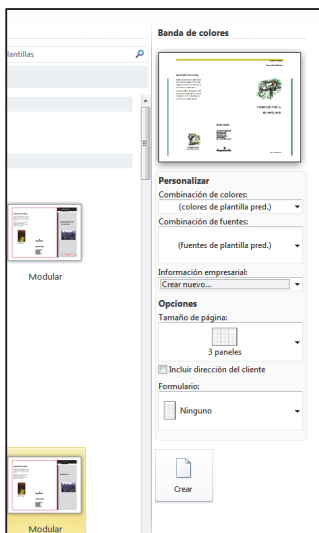 Banda de colores
lantillas
Personalizar
Combinación de colores:
(colores de plantilla pred.)
Combinación de fuentes:
(fuentes de plantilla pred.)
Información empresarial:
Crear nuevo...
Opciones
Tamaño de página:
3 paneles
Incluir dirección del cliente
Formulario:
Ninguno
Crear
Modular
Modular